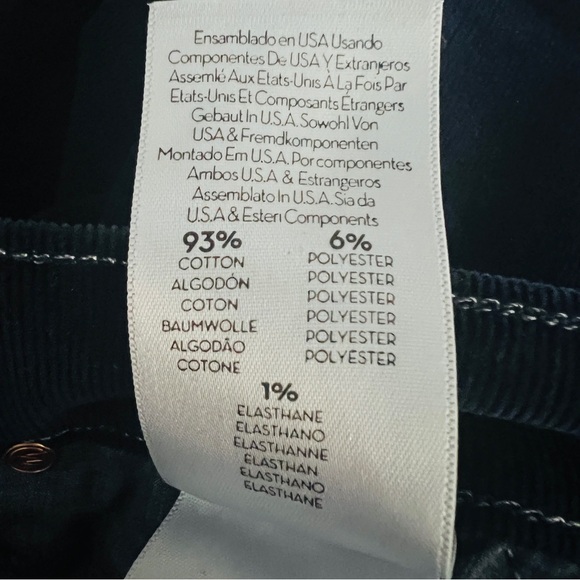 Ensamblado en USA Usando
Componentes De USA Y Extranjeros
Assemlé Aux Etats-Unis À La Fois Par
Etats-Unis Et Composants Étrangers
Gebaut In U.S.A. Sowohl Von
USA & Fremdkomponenten
Montado Em U.S.A. Por componentes
Ambos U.S.A & Estrangeiros
Assemblato In U.S.A. Sia da
U.S.A & Esteri Components
93% 6%
COTTON POLYESTER
ALGODÓN POLYESTER
COTON POLYESTER
BAUMWOLLE POLYESTER
ALGODÃO POLYESTER
COTONE POLYESTER
1%
ELASTHANE
ELASTHANO
ELASTHANNE
ELASTHAN
ELASTHANO
ELASTHANE